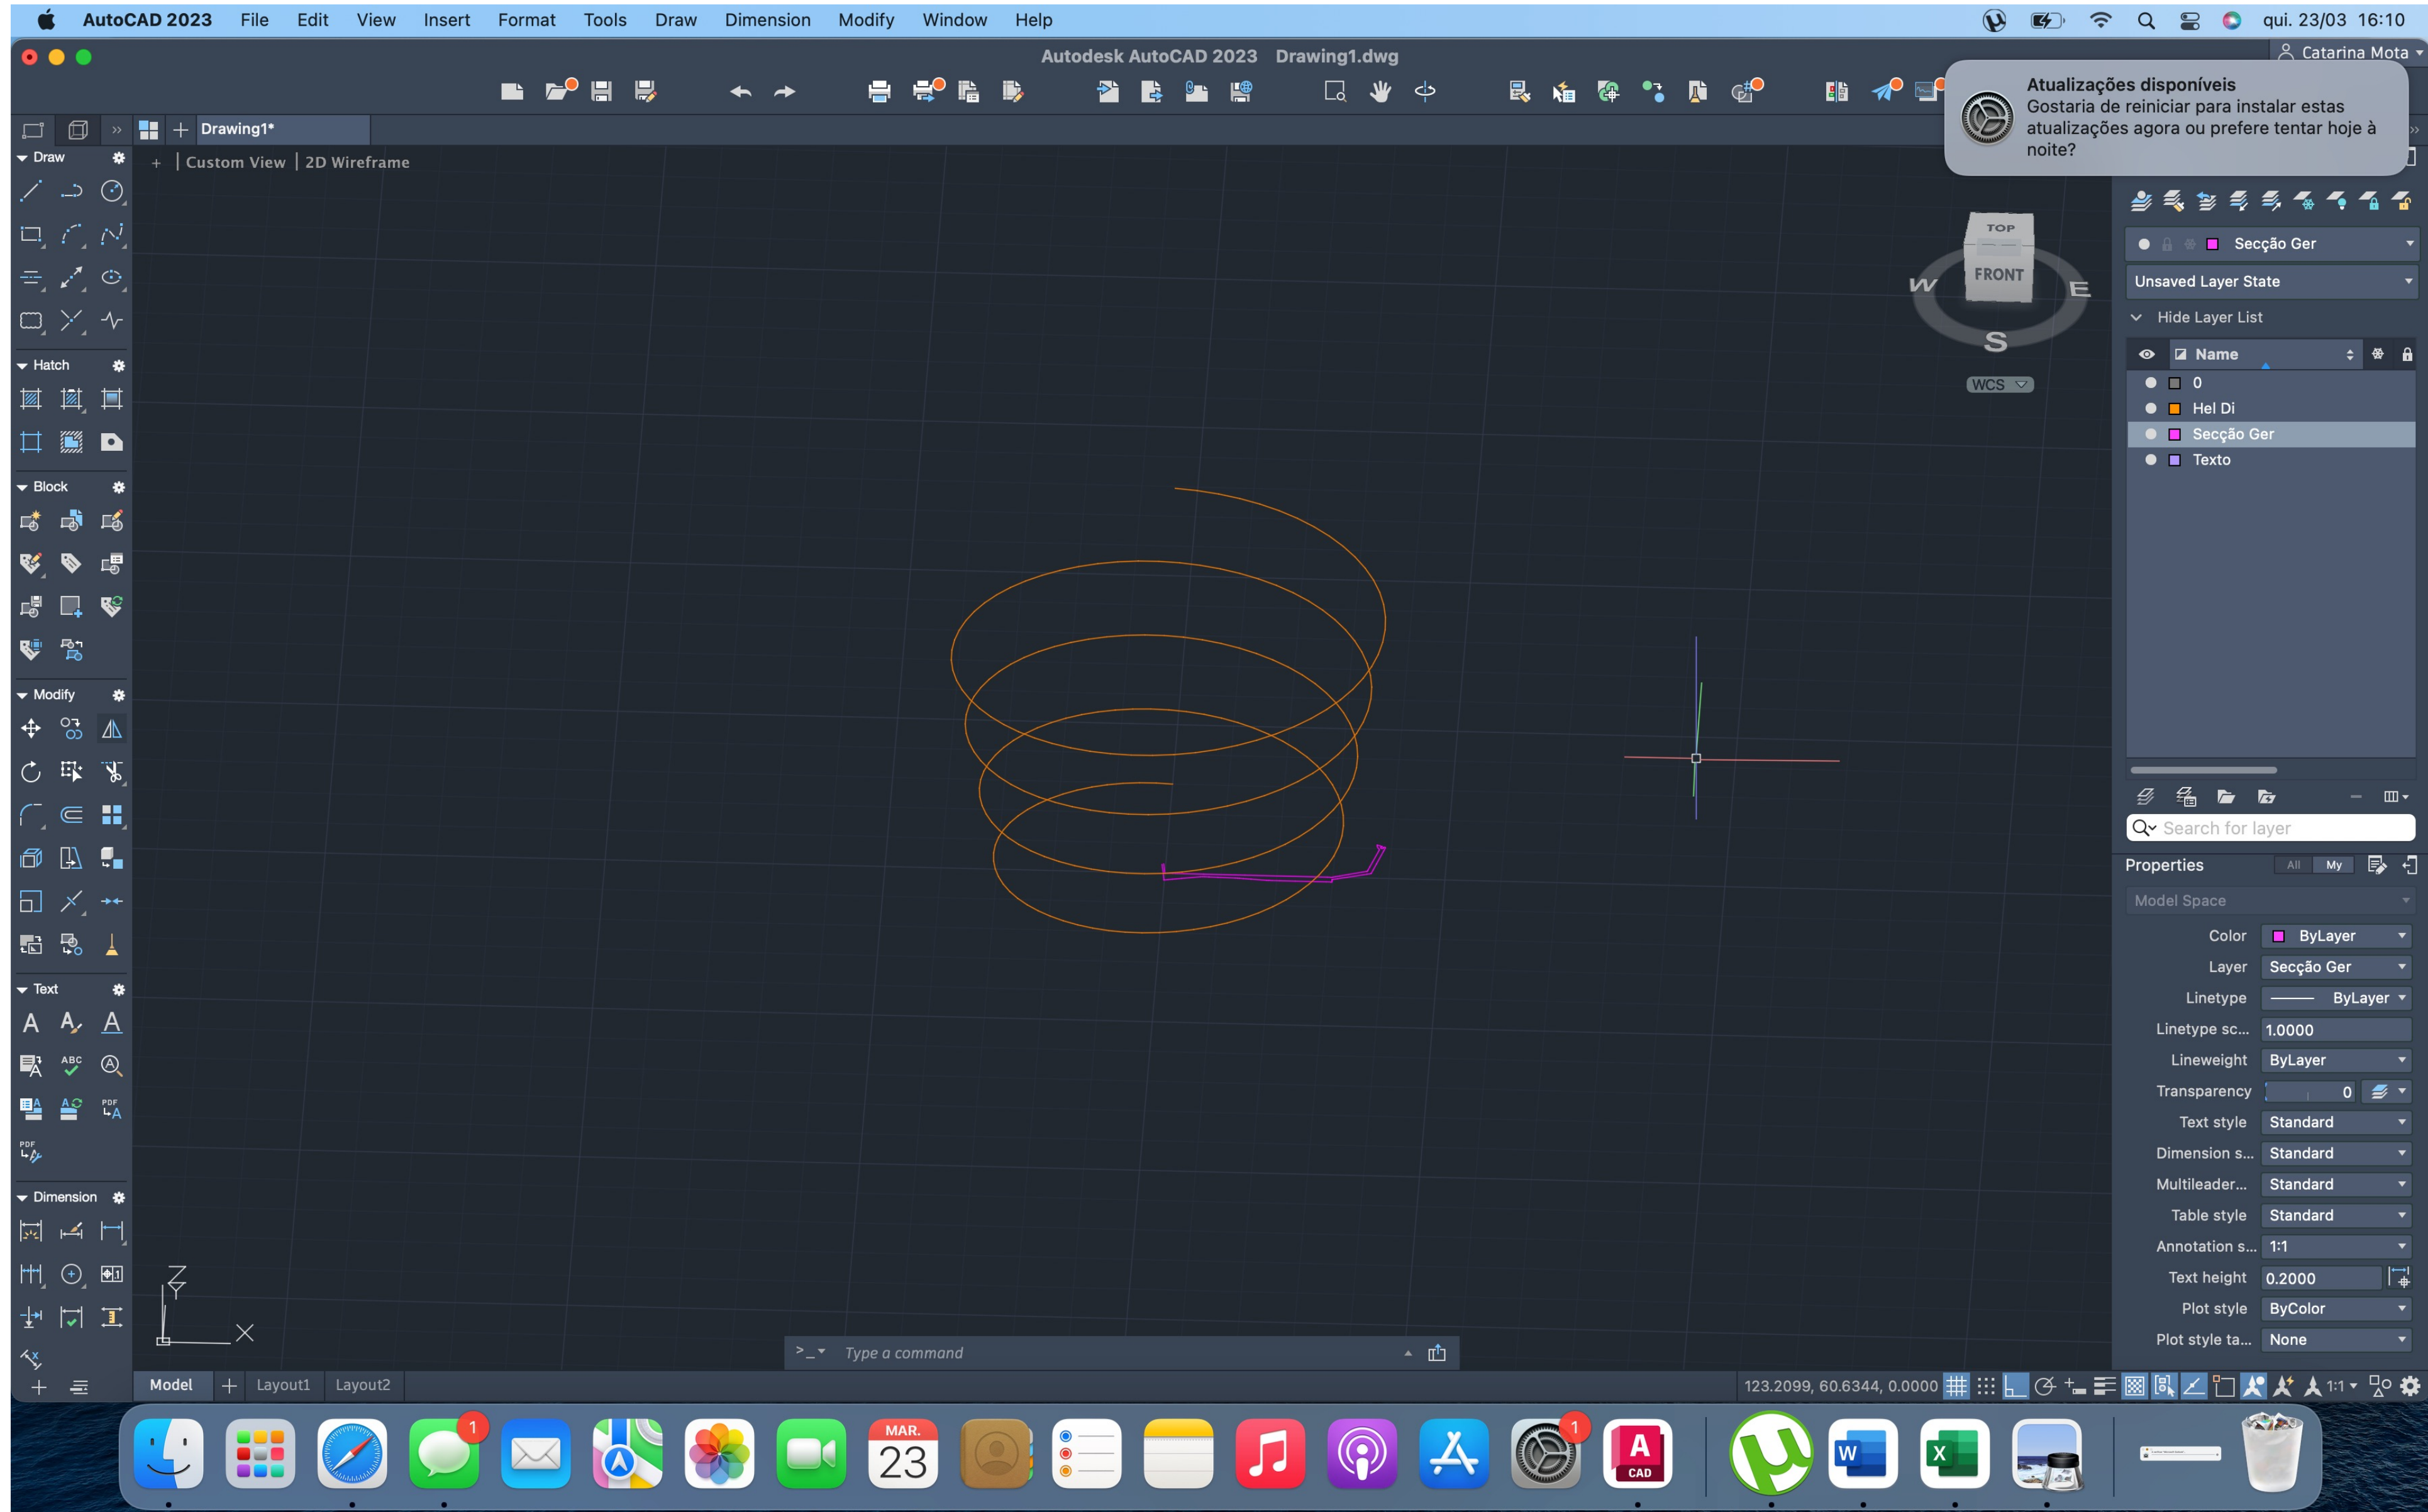 AutoCAD 2023 File Edit View Insert Format Tools Draw Dimension Modify Window Help qui. 23/03 16:10
Autodesk AutoCAD 2023 Drawing1.dwg
Catarina Mota
Atualizações disponíveis
Gostaria de reiniciar para instalar estas
atualizações agora ou prefere tentar hoje à
noite?
Drawing1*
+ | Custom View | 2D Wireframe
Draw
Hatch
Block
Modify
Text
A A A
ABC A
A A PDF A
PDF
Dimension
TOP
FRONT
W
E
S
WCS
Secção Ger
Unsaved Layer State
Hide Layer List
Name
0
Hel Di
Secção Ger
Texto
Search for layer
Properties All My
Model Space
Color ByLayer
Layer Secção Ger
Linetype ByLayer
Linetype sc... 1.0000
Lineweight ByLayer
Transparency 0
Text style Standard
Dimension s... Standard
Multileader... Standard
Table style Standard
Annotation s... 1:1
Text height 0.2000
Plot style ByColor
Plot style ta... None
Z
Y
X
>_ Type a command
Model + Layout1 Layout2
123.2099, 60.6344, 0.0000 1:1
1
MAR.
23
1
A
CAD
µ
W
X